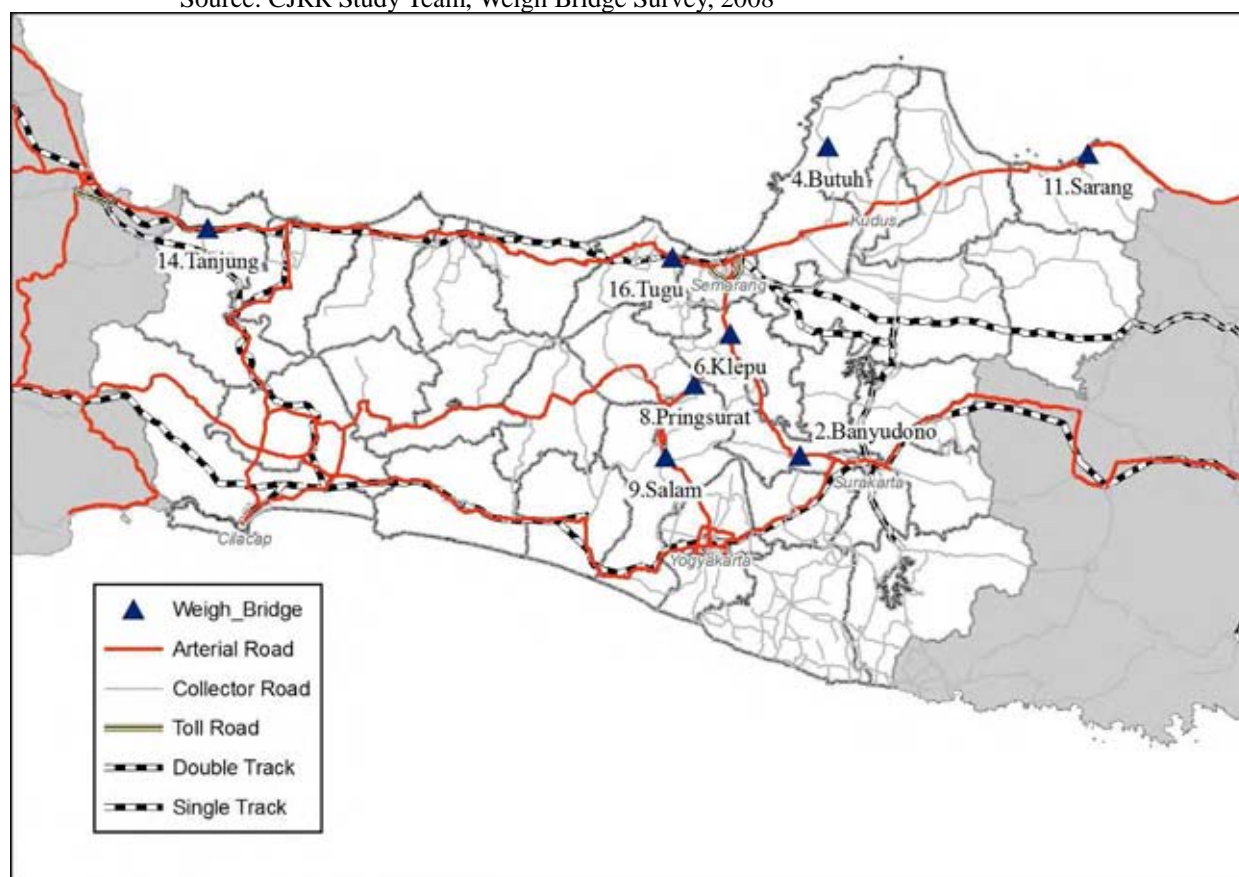 Source: CJRR Study Team, Weigh Bridge Survey, 2008
4.Butuh
11.Sarang
Kudus
14.Tanjung
16.Tugu
Semarang
6.Klepu
8.Pringsurat
2.Banyudono
9.Salam
Surakarta
Cilacap
Yogyakarta
Weigh_Bridge
Arterial Road
Collector Road
Toll Road
Double Track
Single Track